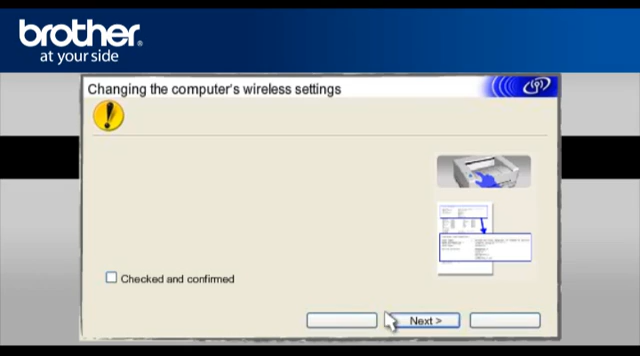 brother
at your side
Changing the computer's wireless settings
Checked and confirmed
Next >